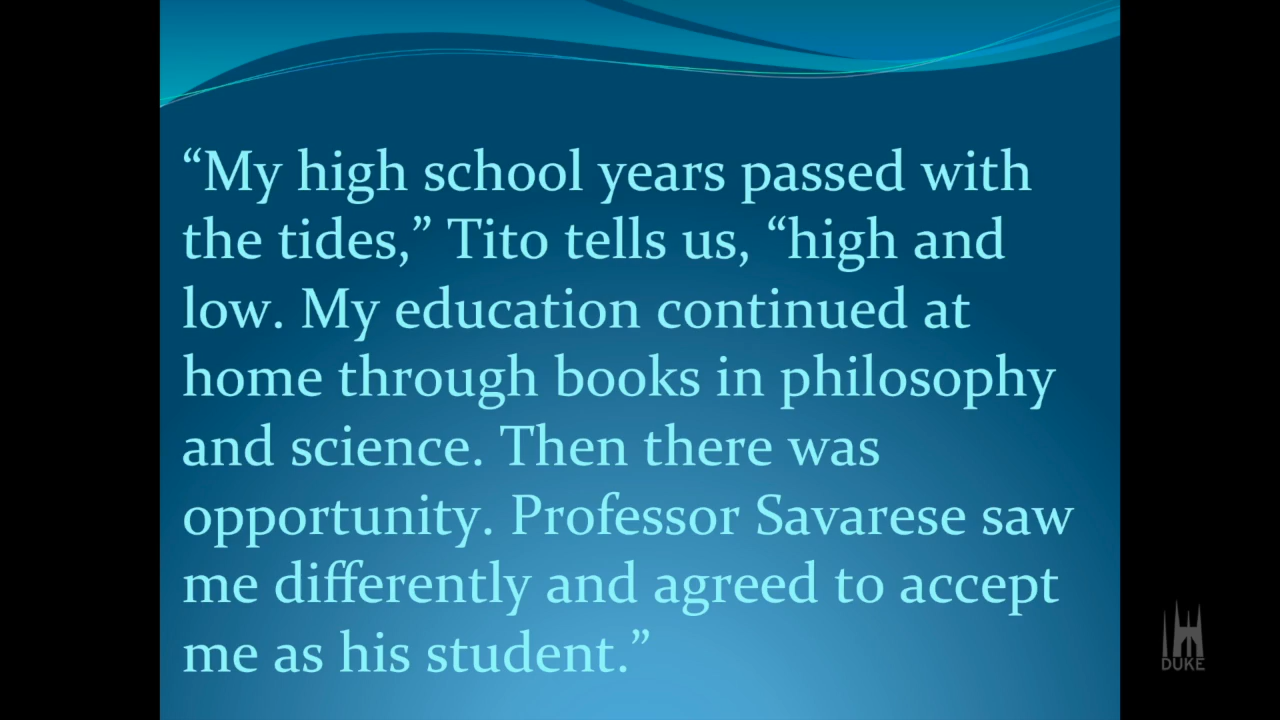 “My high school years passed with
the tides,” Tito tells us, “high and
low. My education continued at
home through books in philosophy
and science. Then there was
opportunity. Professor Savarese saw
me differently and agreed to accept
me as his student.”
DUKE